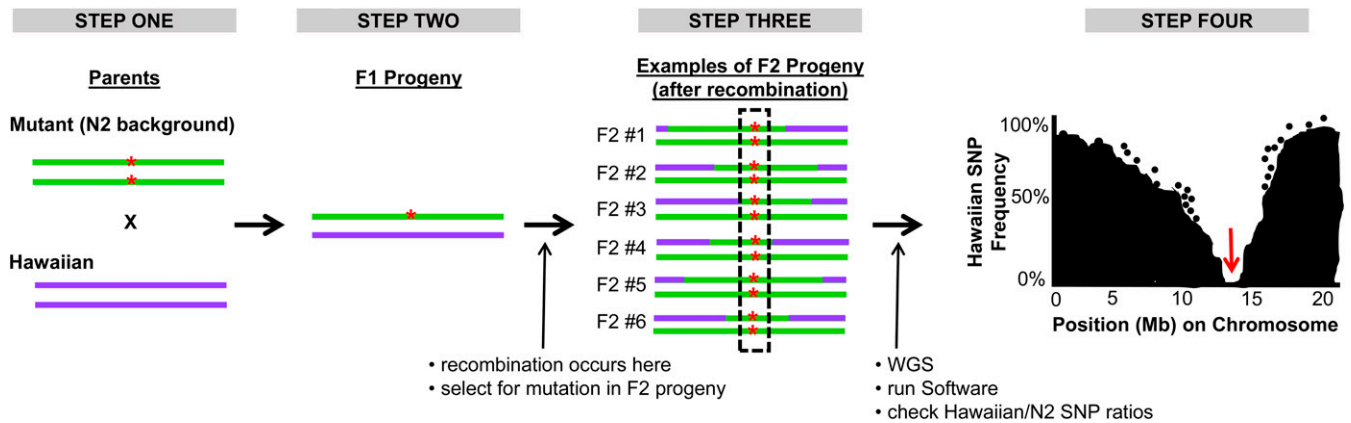 STEP ONE
STEP TWO
STEP THREE
STEP FOUR
Parents
Mutant (N2 background)
*
*
X
Hawaiian
F1 Progeny
*
• recombination occurs here
• select for mutation in F2 progeny
Examples of F2 Progeny
(after recombination)
F2 #1
*
*
F2 #2
*
*
F2 #3
*
*
F2 #4
*
*
F2 #5
*
*
F2 #6
*
*
• WGS
• run Software
• check Hawaiian/N2 SNP ratios
Hawaiian SNP
Frequency
100%
50%
0%
0 5 10 15 20
Position (Mb) on Chromosome